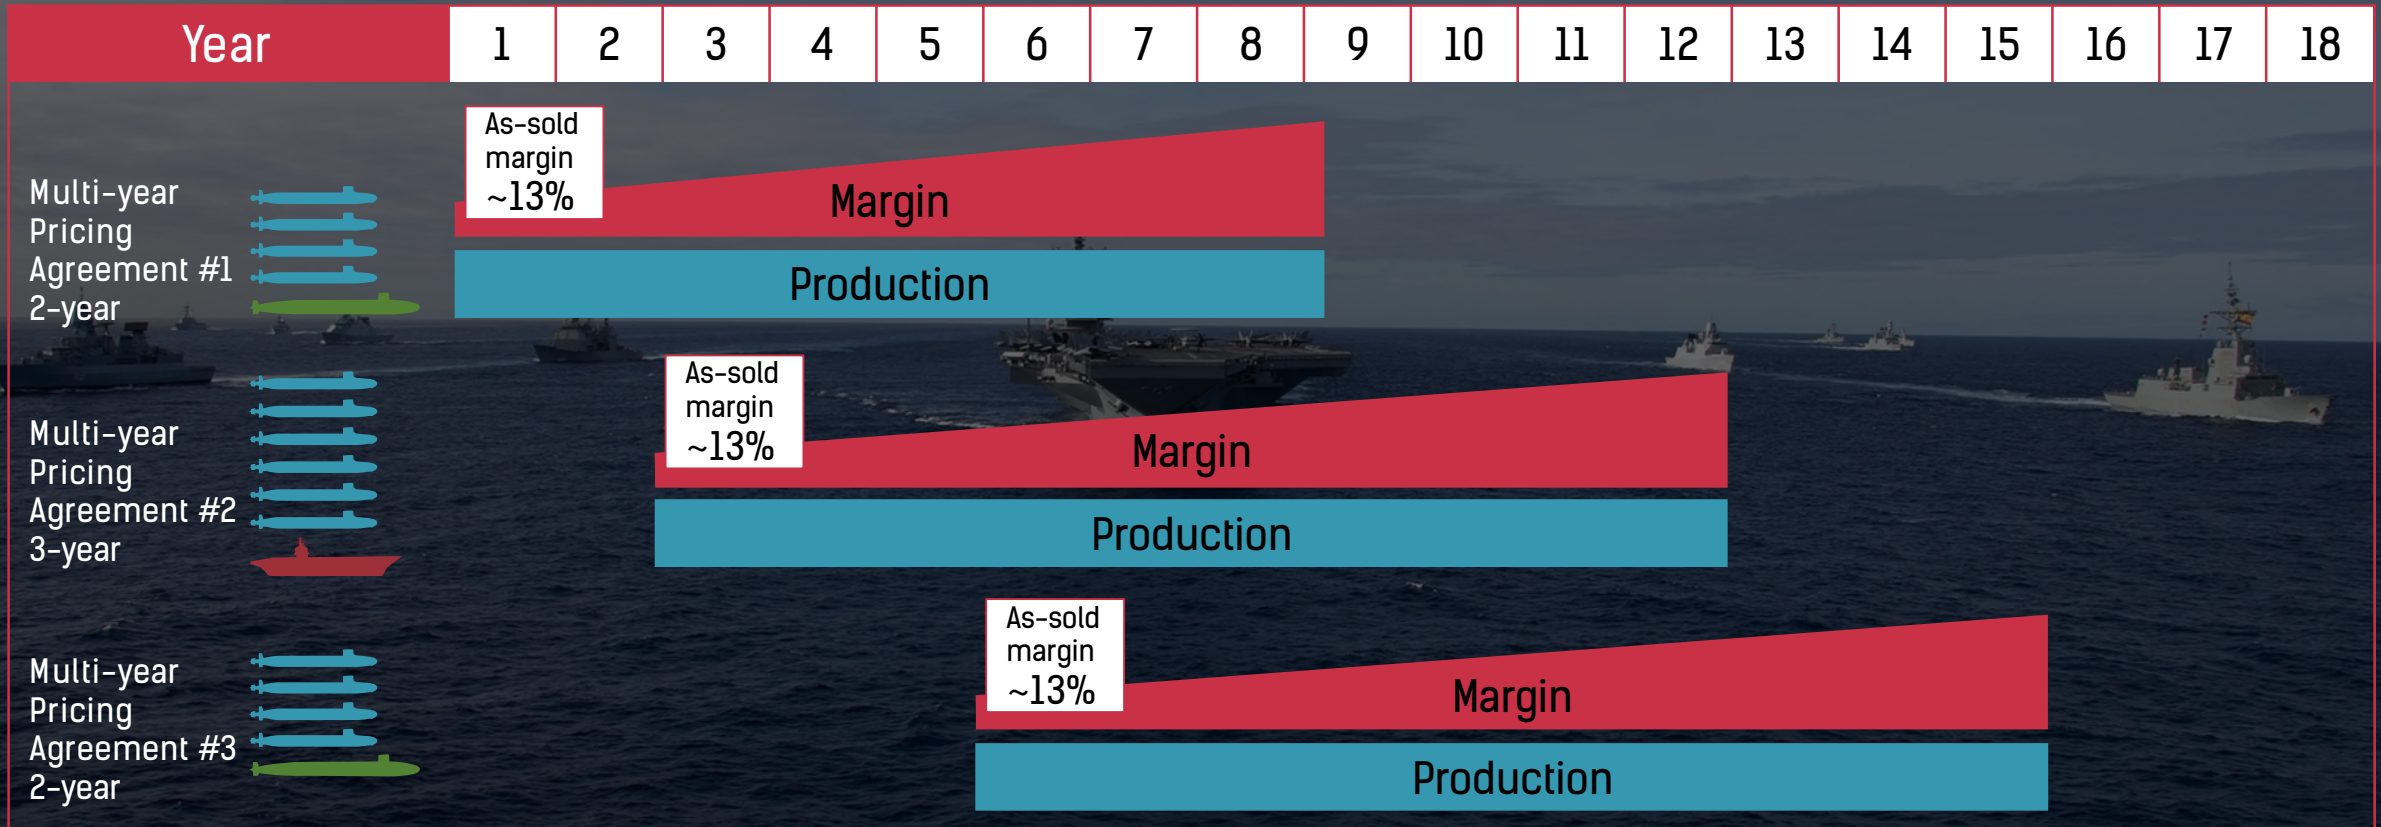 Year 1 2 3 4 5 6 7 8 9 10 11 12 13 14 15 16 17 18
Multi-year
Pricing
Agreement #1
2-year
As-sold
margin
~13%
Margin
Production
Multi-year
Pricing
Agreement #2
3-year
As-sold
margin
~13%
Margin
Production
Multi-year
Pricing
Agreement #3
2-year
As-sold
margin
~13%
Margin
Production